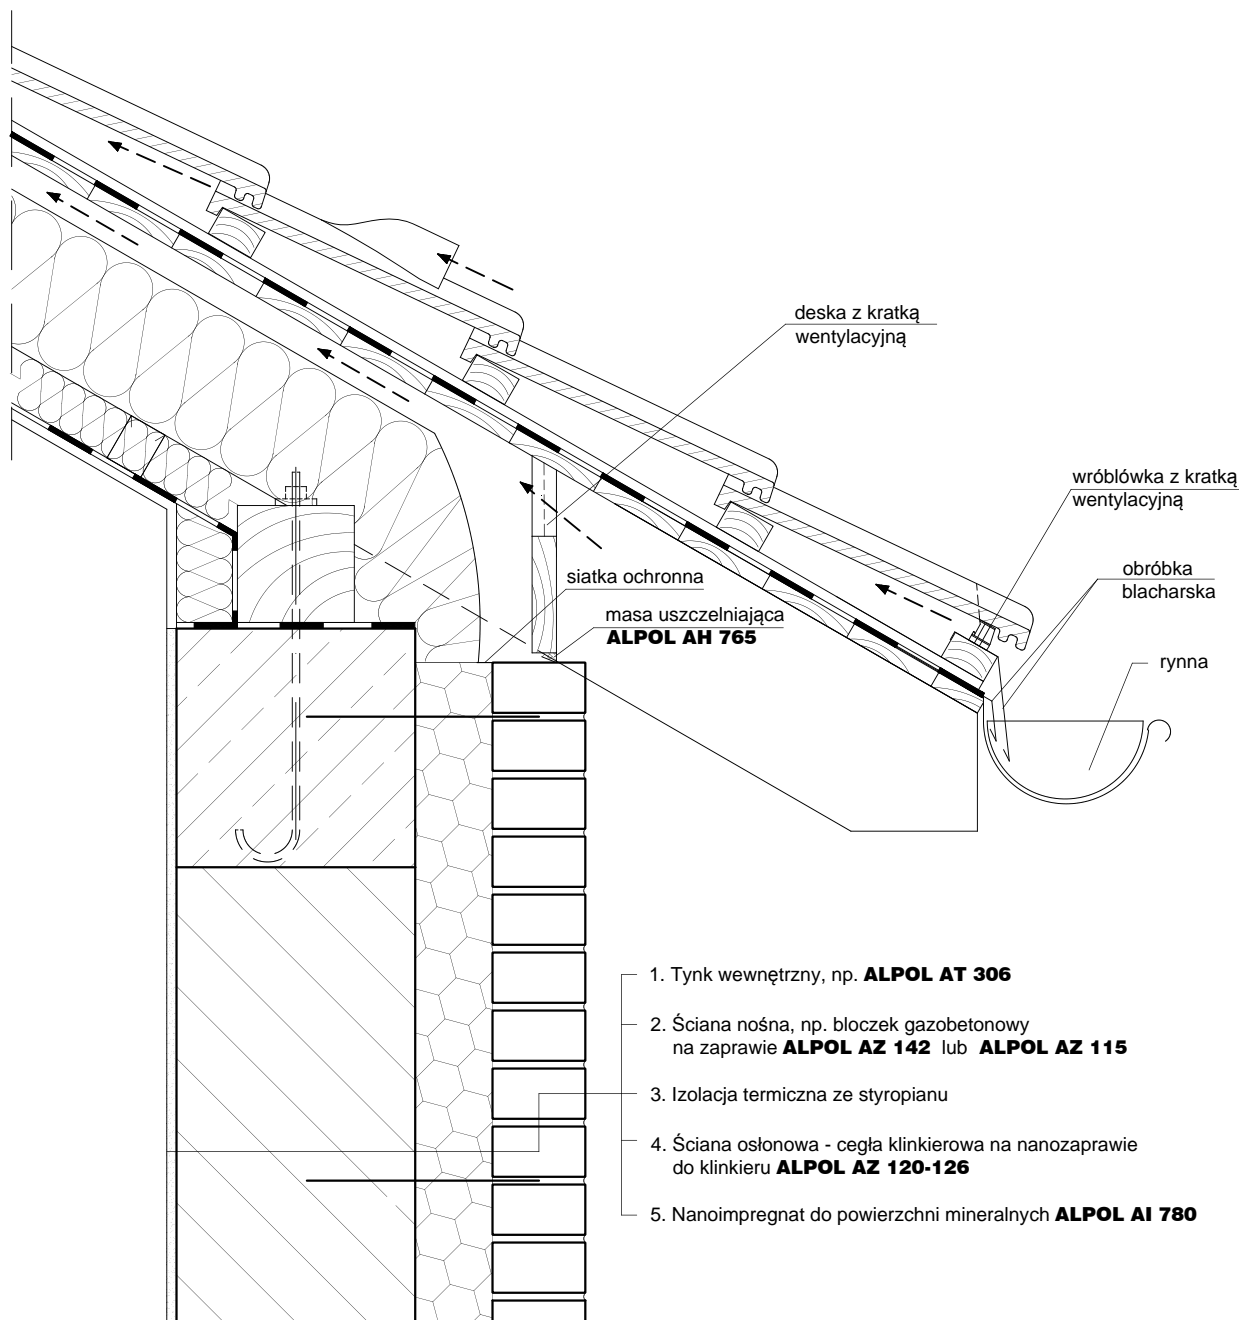 deska z kratką
wentylacyjną
wróblówka z kratką
wentylacyjną
obróbka
blacharska
siatka ochronna
masa uszczelniająca
ALPOL AH 765
rynna
1. Tynk wewnętrzny, np. ALPOL AT 306
2. Ściana nośna, np. bloczek gazobetonowy
na zaprawie ALPOL AZ 142 lub ALPOL AZ 115
3. Izolacja termiczna ze styropianu
4. Ściana osłonowa - cegła klinkierowa na nanozaprawie
do klinkieru ALPOL AZ 120-126
5. Nanoimpregnat do powierzchni mineralnych ALPOL AI 780